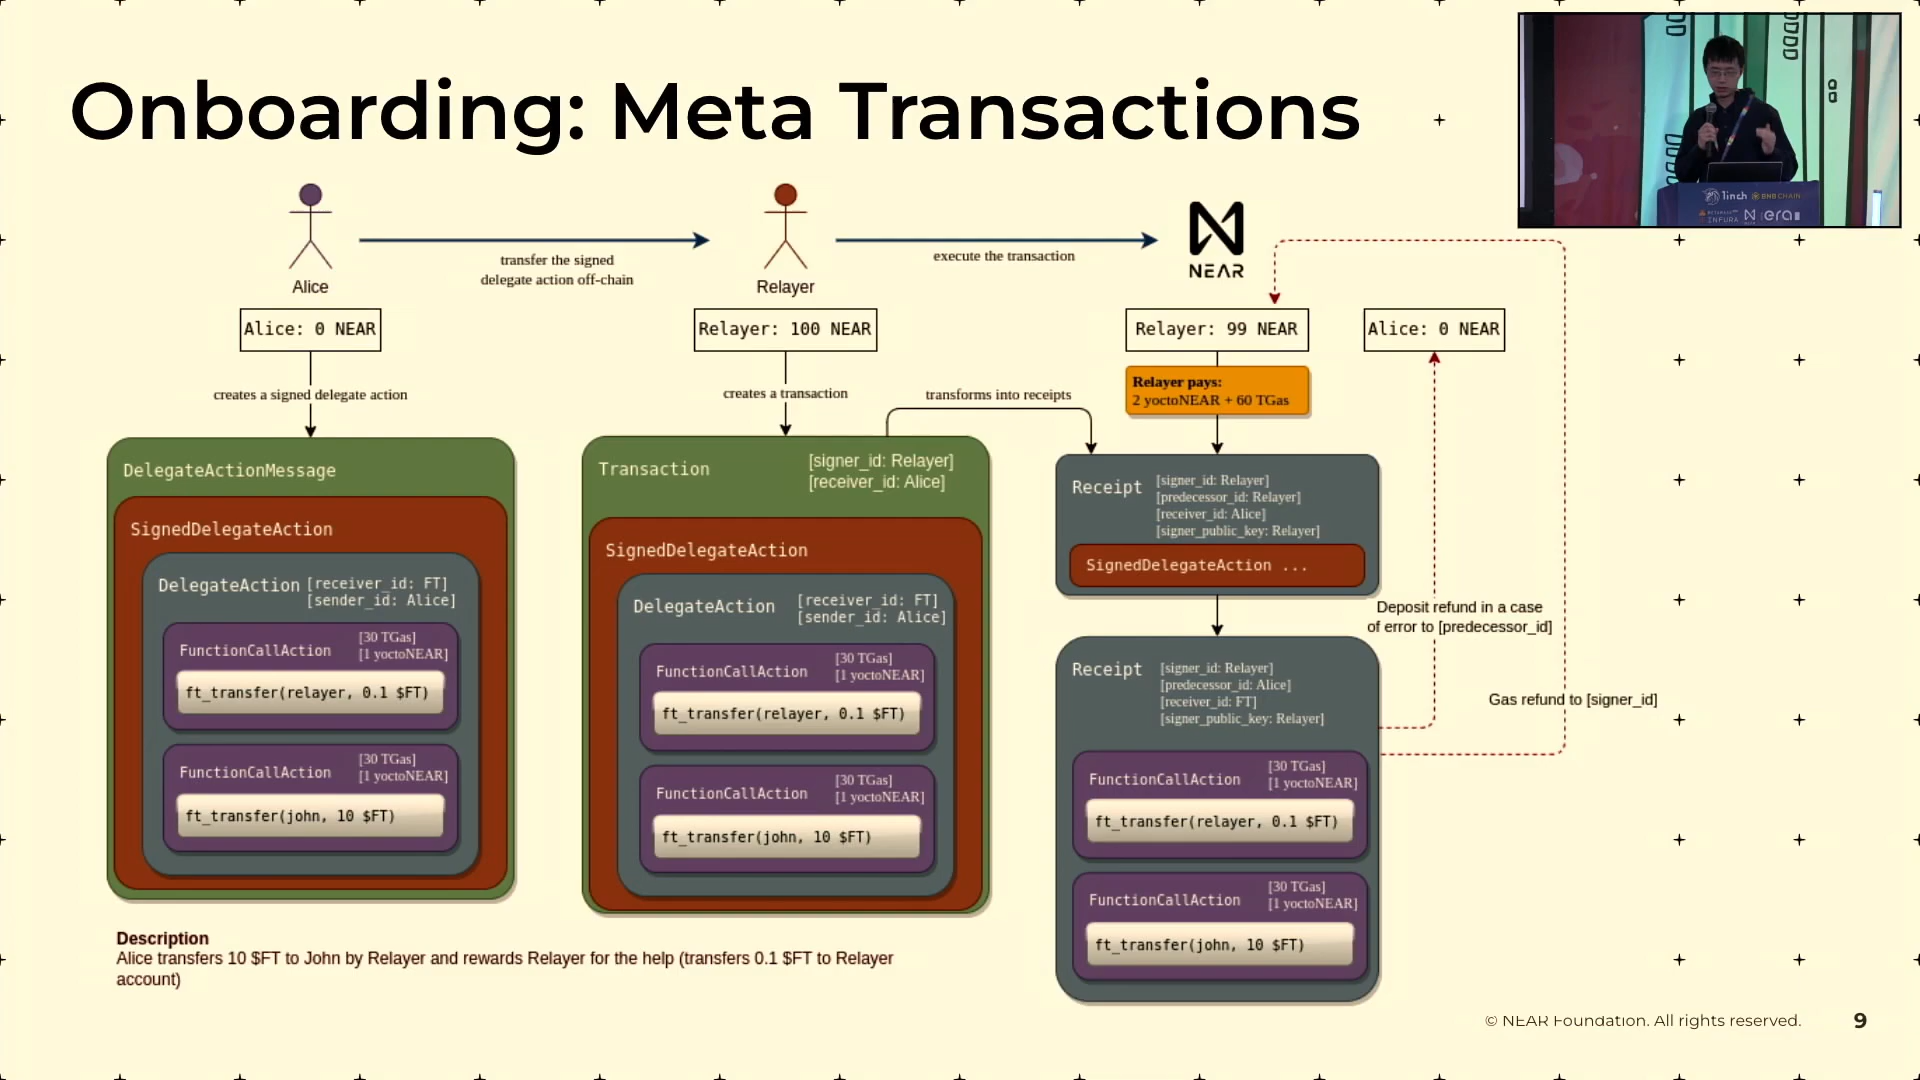 Onboarding: Meta Transactions
1inch
BNB CHAIN
INFURA
Alice
transfer the signed
delegate action off-chain
Relayer
execute the transaction
NEAR
Alice: 0 NEAR
Relayer: 100 NEAR
Relayer: 99 NEAR
Alice: 0 NEAR
creates a signed delegate action
creates a transaction
transforms into receipts
Relayer pays:
2 yoctoNEAR + 60 TGas
DelegateActionMessage
SignedDelegateAction
DelegateAction
[receiver_id: FT]
[sender_id: Alice]
FunctionCallAction
[30 TGas]
[1 yoctoNEAR]
ft_transfer(relayer, 0.1 $FT)
FunctionCallAction
[30 TGas]
[1 yoctoNEAR]
ft_transfer(john, 10 $FT)
Transaction
[signer_id: Relayer]
[receiver_id: Alice]
SignedDelegateAction
DelegateAction
[receiver_id: FT]
[sender_id: Alice]
FunctionCallAction
[30 TGas]
[1 yoctoNEAR]
ft_transfer(relayer, 0.1 $FT)
FunctionCallAction
[30 TGas]
[1 yoctoNEAR]
ft_transfer(john, 10 $FT)
Receipt
[signer_id: Relayer]
[predecessor_id: Relayer]
[receiver_id: Alice]
[signer_public_key: Relayer]
SignedDelegateAction ...
Deposit refund in a case
of error to [predecessor_id]
Receipt
[signer_id: Relayer]
[predecessor_id: Alice]
[receiver_id: FT]
[signer_public_key: Relayer]
Gas refund to [signer_id]
FunctionCallAction
[30 TGas]
[1 yoctoNEAR]
ft_transfer(relayer, 0.1 $FT)
FunctionCallAction
[30 TGas]
[1 yoctoNEAR]
ft_transfer(john, 10 $FT)
Description
Alice transfers 10 $FT to John by Relayer and rewards Relayer for the help (transfers 0.1 $FT to Relayer
account)
© NEAR Foundation. All rights reserved.
9